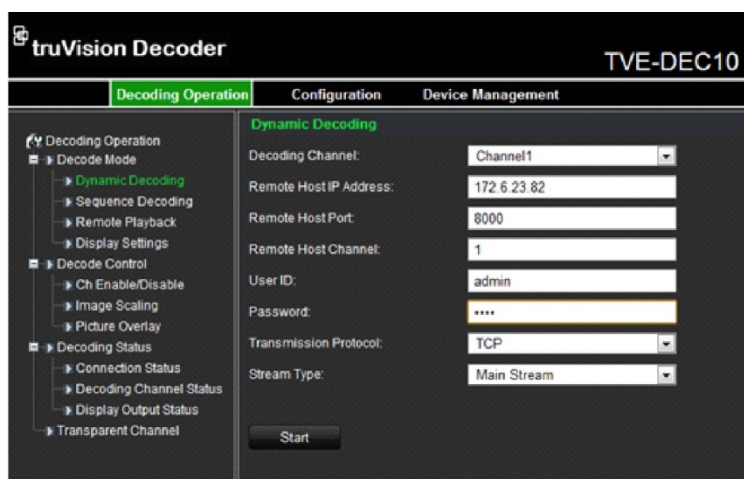 truVision Decoder
TVE-DEC10
Decoding Operation Configuration Device Management
Decoding Operation
Decode Mode
Dynamic Decoding
Sequence Decoding
Remote Playback
Display Settings
Decode Control
Ch Enable/Disable
Image Scaling
Picture Overlay
Decoding Status
Connection Status
Decoding Channel Status
Display Output Status
Transparent Channel
Dynamic Decoding
Decoding Channel: Channel1
Remote Host IP Address: 172.6.23.82
Remote Host Port: 8000
Remote Host Channel: 1
User ID: admin
Password: ••••
Transmission Protocol: TCP
Stream Type: Main Stream
Start